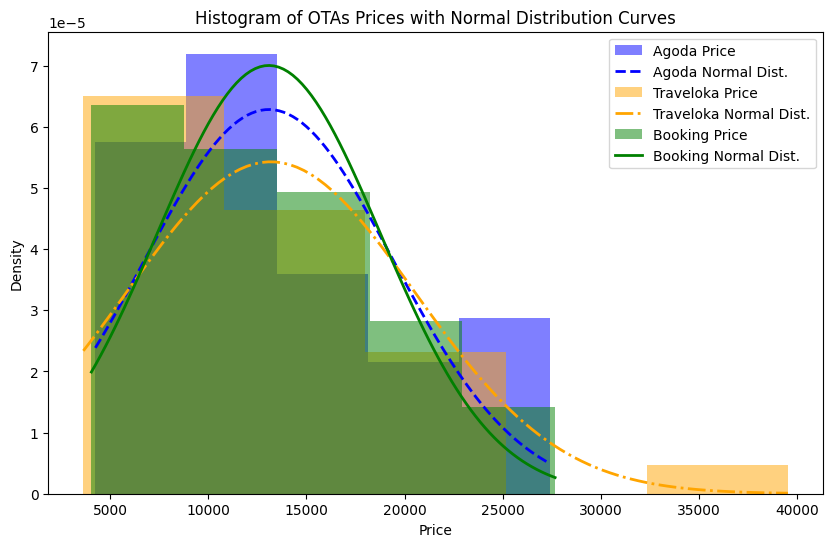 Histogram of OTAs Prices with Normal Distribution Curves
1e−5
Agoda Price
Agoda Normal Dist.
Traveloka Price
Traveloka Normal Dist.
Booking Price
Booking Normal Dist.
7
6
5
4
3
2
1
0
Density
5000 10000 15000 20000 25000 30000 35000 40000
Price